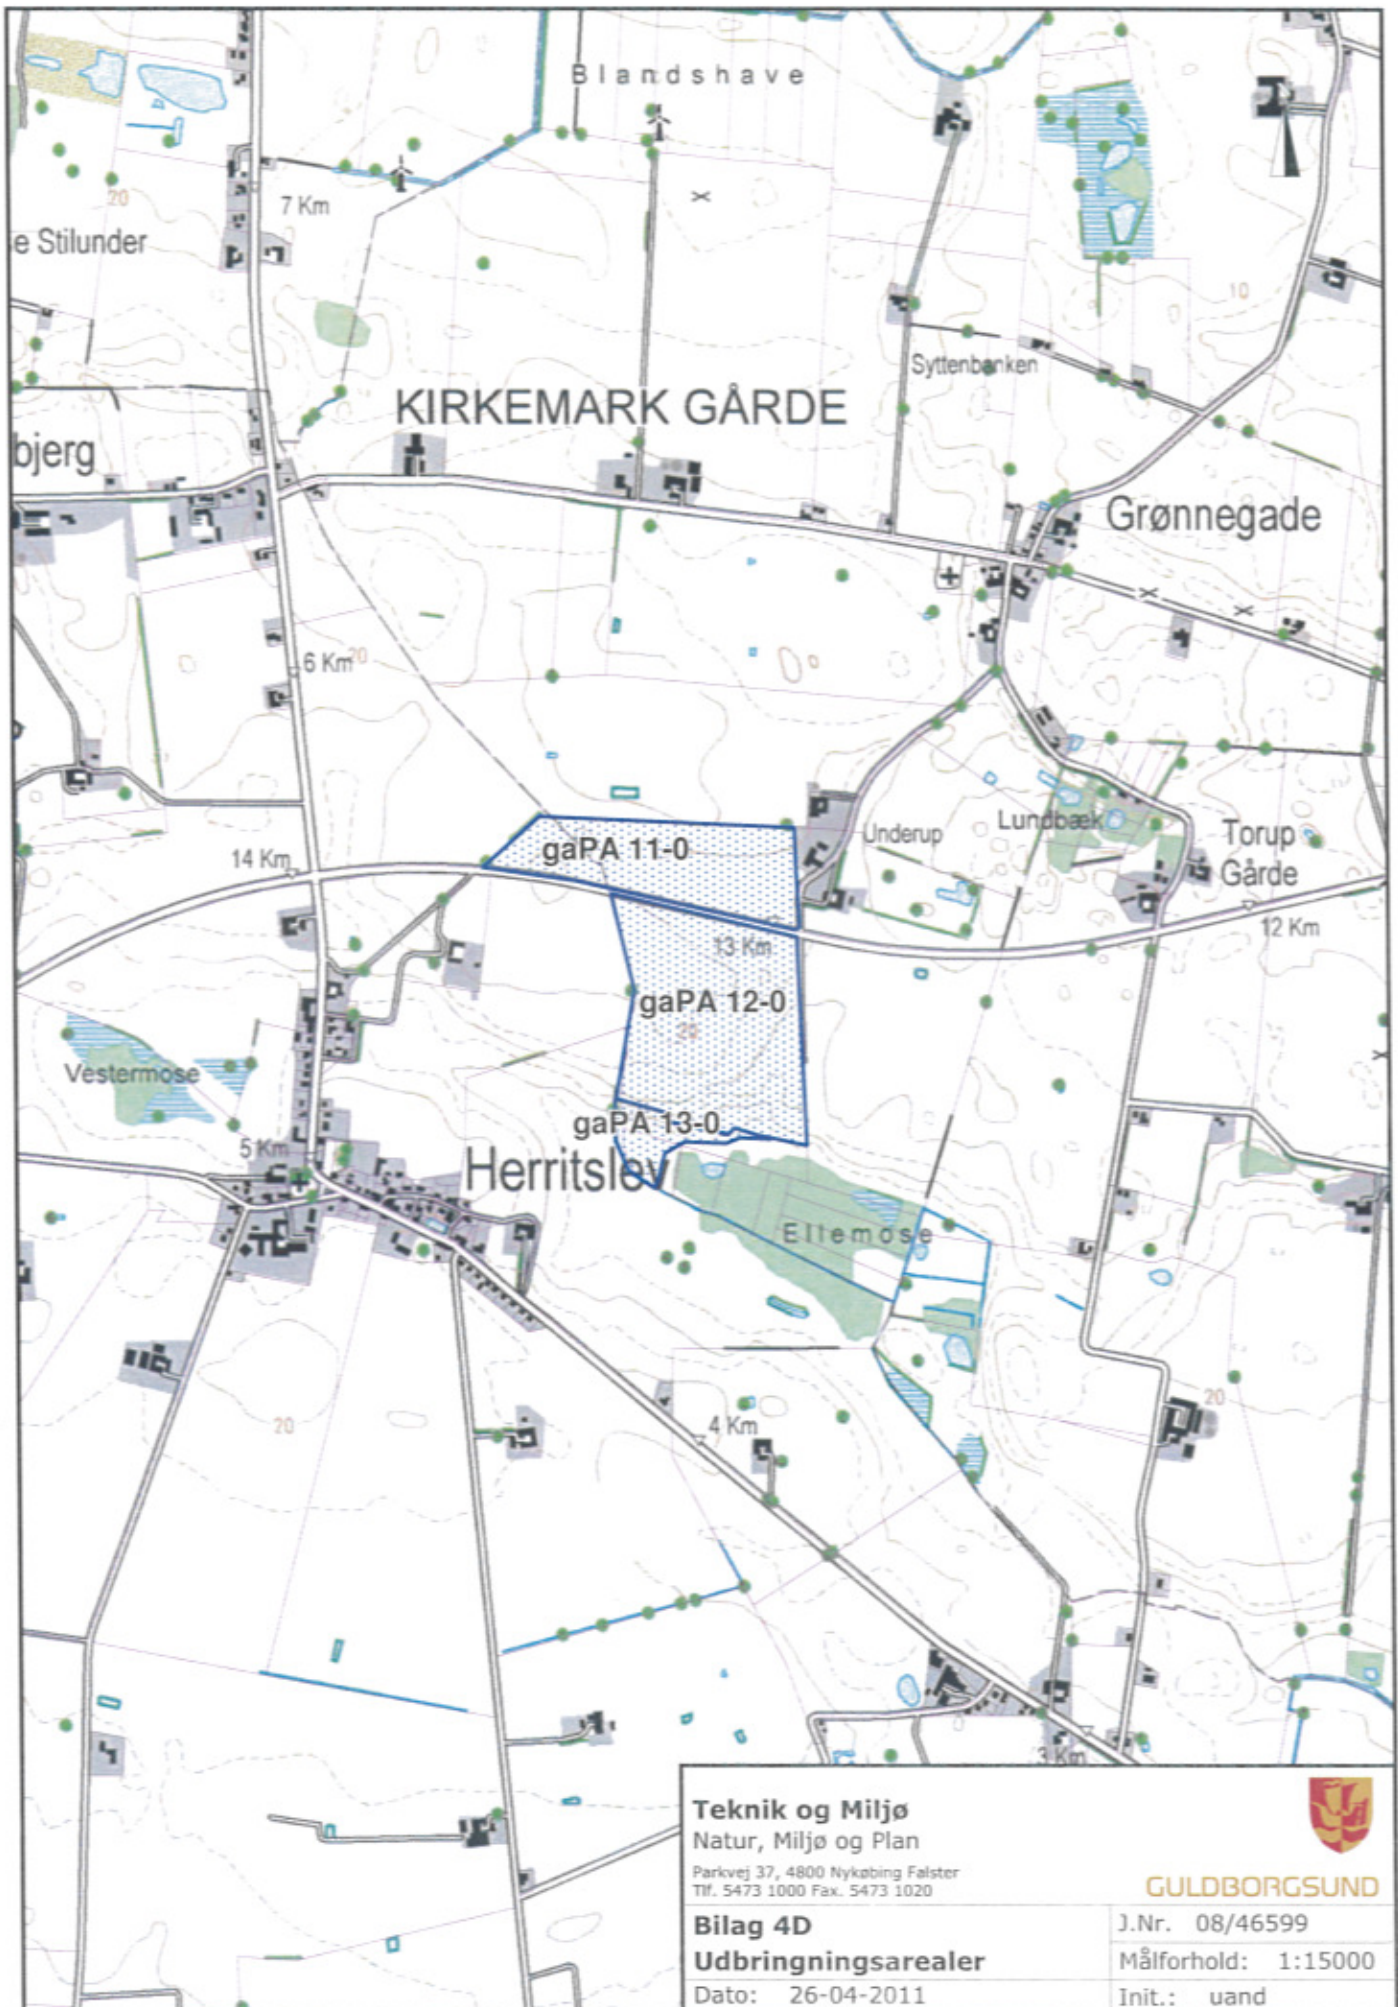 Blandshave
7 Km
20
e Stilunder
10
Syttenbanken
KIRKEMARK GÅRDE
bjerg
Grønnegade
6 Km
20
gaPA 11-0
Underup
Lundbæk
Torup
Gårde
14 Km
13 Km
12 Km
gaPA 12-0
20
Vestermose
gaPA 13-0
5 Km
Herritslev
Ellemose
20
20
4 Km
3 Km
Teknik og Miljø
Natur, Miljø og Plan
Parkvej 37, 4800 Nykøbing Falster
Tlf. 5473 1000 Fax. 5473 1020
GULDBORGSUND
Bilag 4D
J.Nr. 08/46599
Udbringningsarealer
Målforhold: 1:15000
Dato: 26-04-2011
Init.: uand